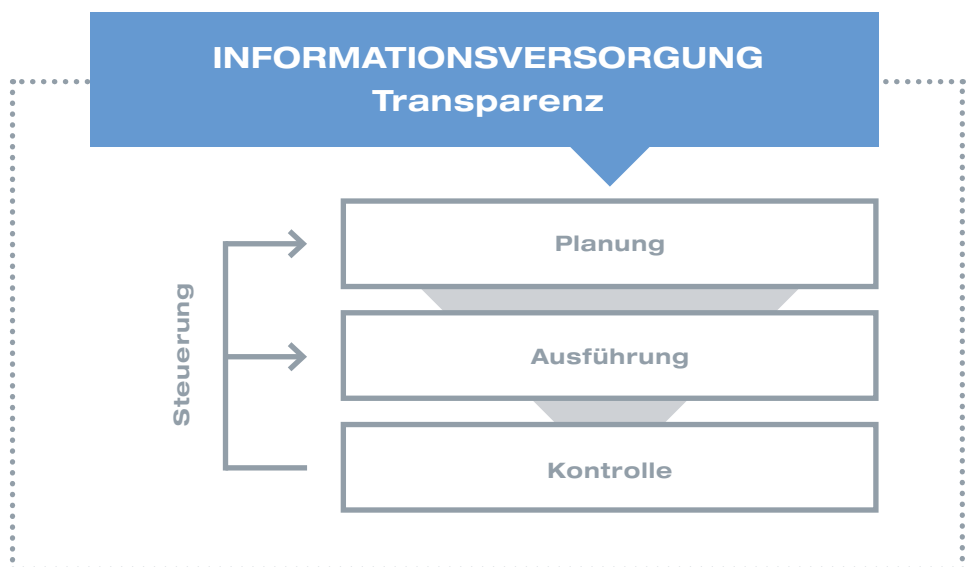 INFORMATIONSVERSORGUNG
Transparenz
Planung
Steuerung
Ausführung
Kontrolle